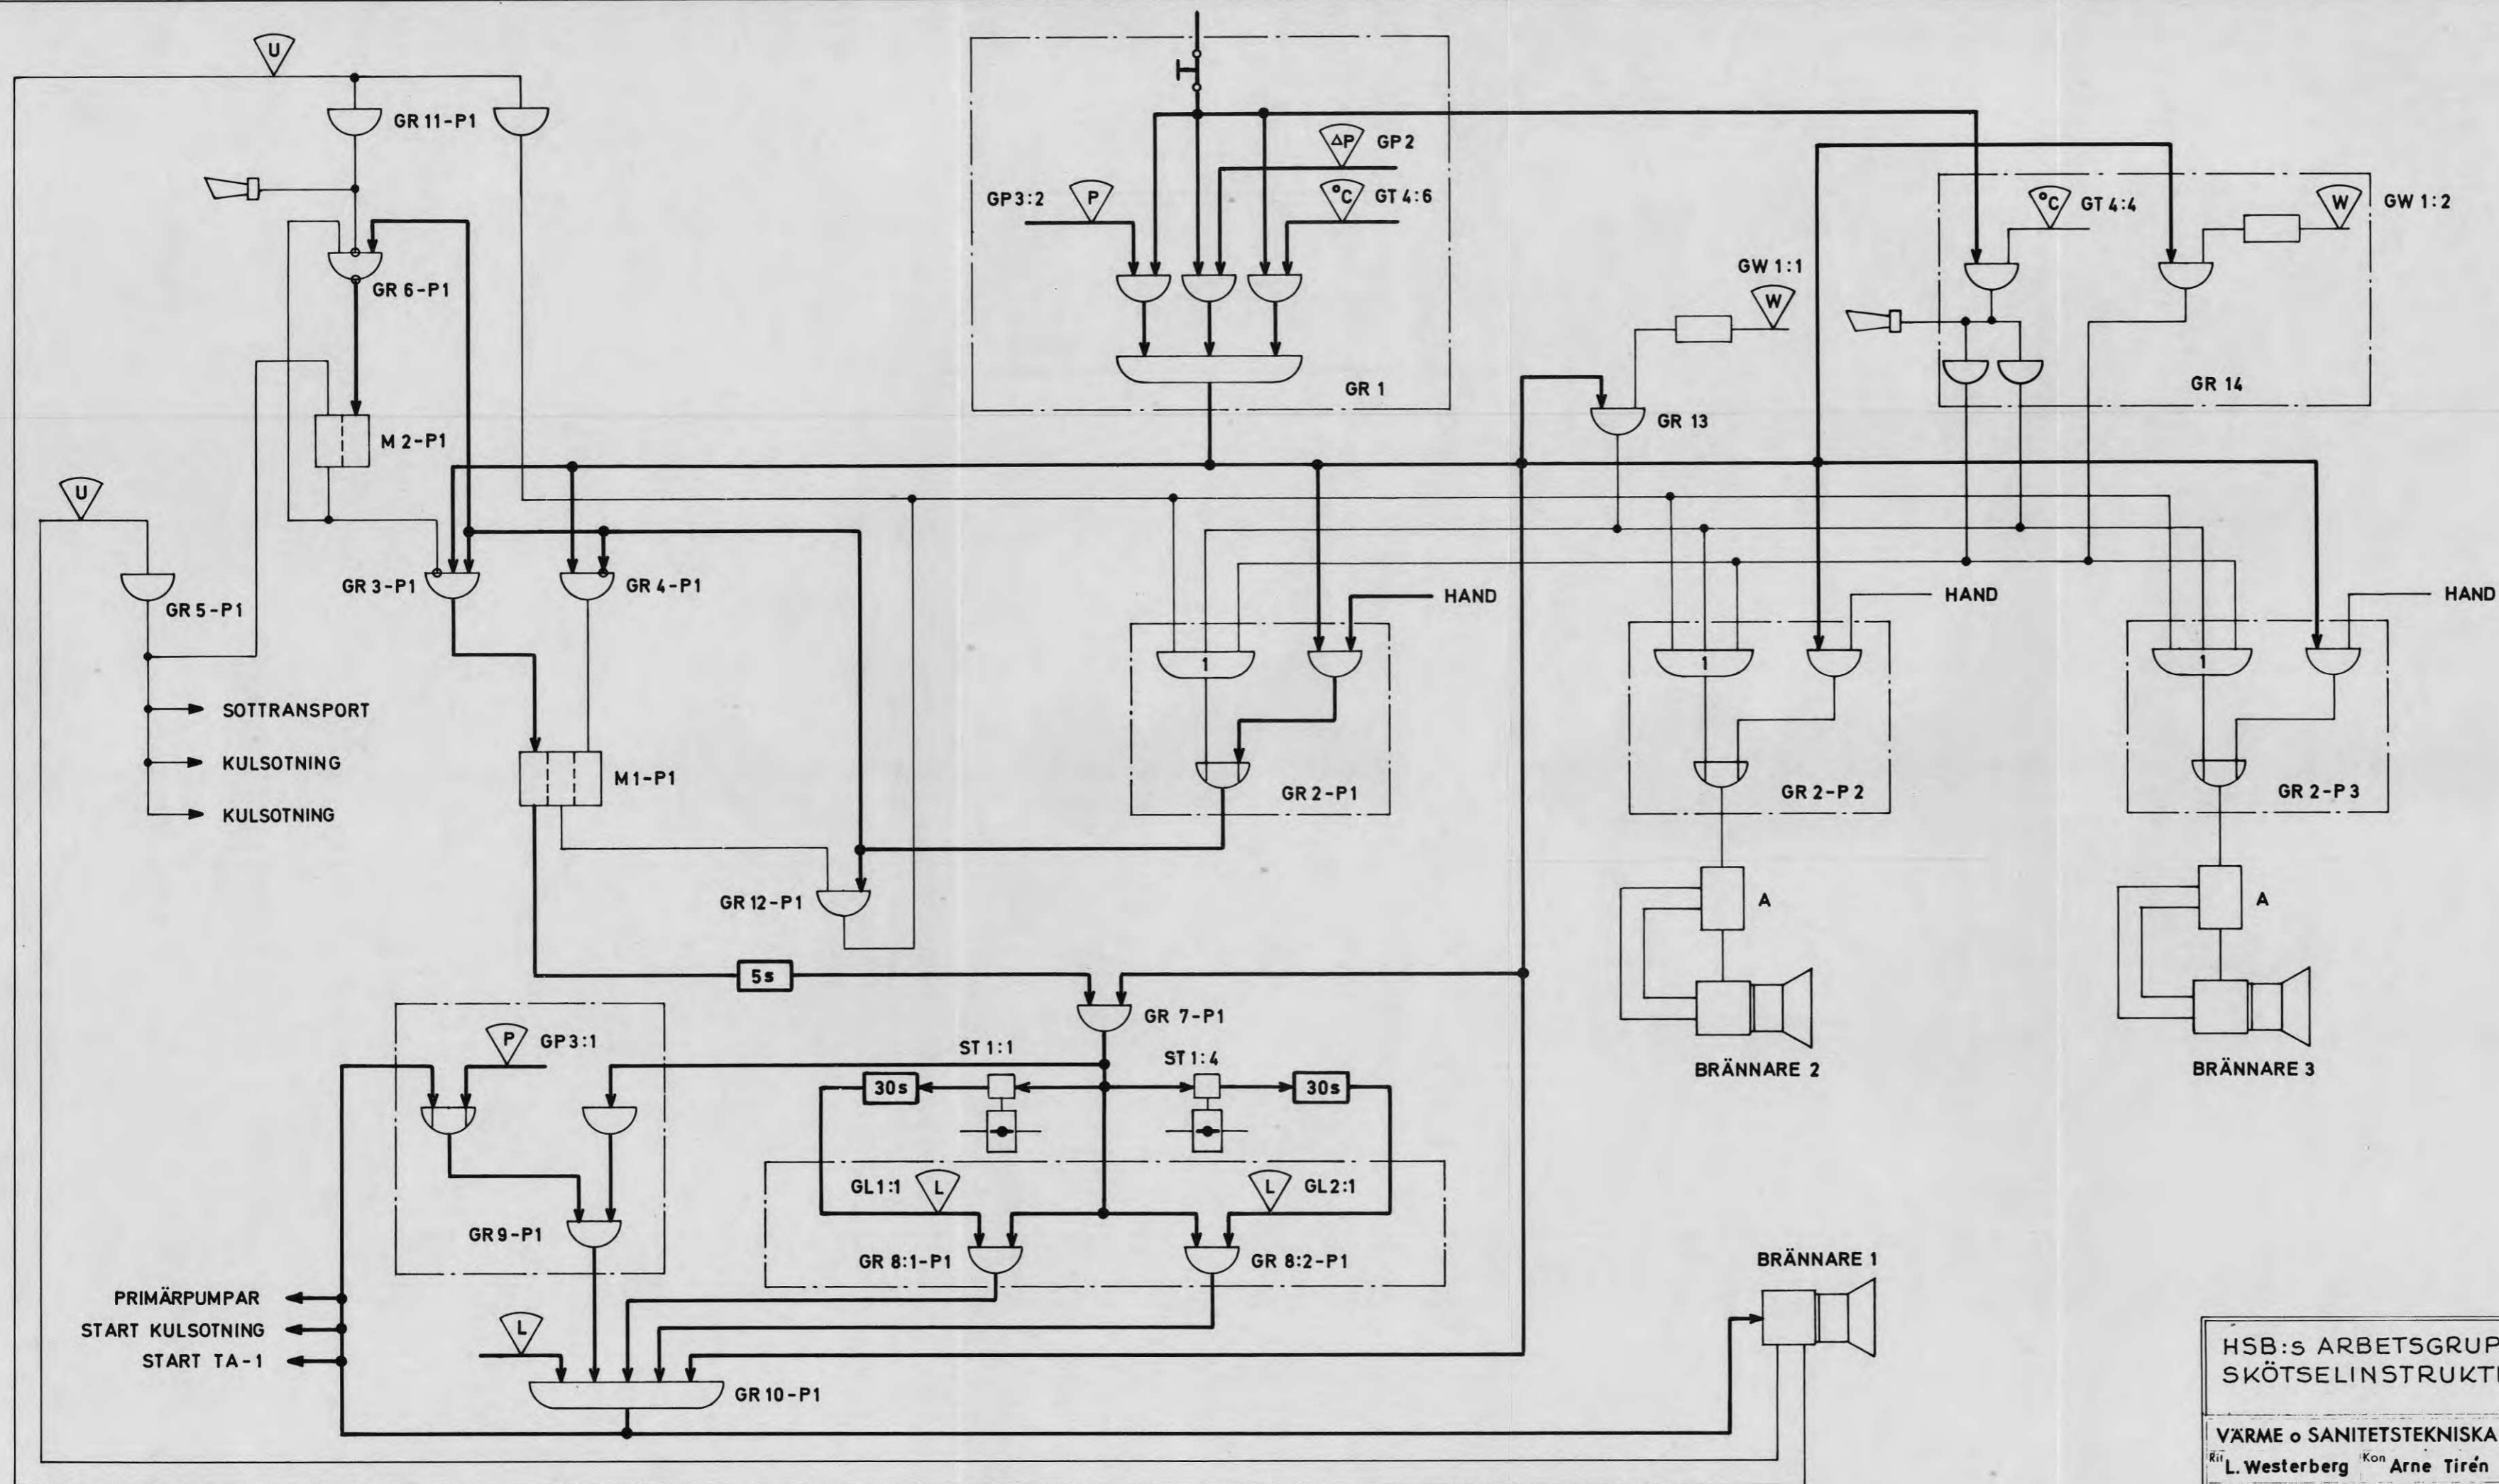 U
GR 11-P1
ΔP GP 2
GP3:2 P
°C GT 4:6
°C GT 4:4
W GW 1:2
GR 6-P1
GW 1:1
W
GR 1
GR 14
GR 13
M 2-P1
U
GR 3-P1
GR 4-P1
GR 5-P1
HAND
HAND
HAND
1
1
1
SOTTRANSPORT
KULSOTNING
KULSOTNING
M 1-P1
GR 2-P1
GR 2-P2
GR 2-P3
GR 12-P1
A
A
5s
GR 7-P1
P GP3:1
ST 1:1
ST 1:4
30s
30s
BRÄNNARE 2
BRÄNNARE 3
GL1:1 L
L GL2:1
GR9-P1
GR 8:1-P1
GR 8:2-P1
BRÄNNARE 1
PRIMÄRPUMPAR
START KULSOTNING
START TA-1
L
GR 10-P1
HSB:s ARBETSGRUP
SKÖTSELINSTRUKT
VÄRME o SANITETSTEKNISKA
Rit L. Westerberg Kon Arne Tirén